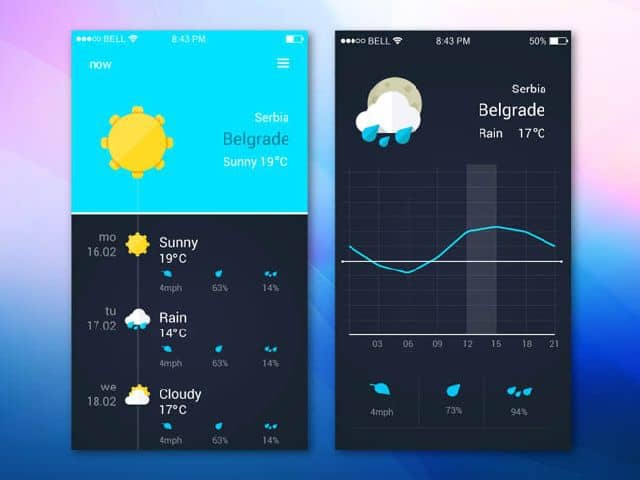 BELL 8:43 PM
now
Serbia
Belgrade
Sunny 19°C
mo
16.02
Sunny
19°C
4mph 63% 14%
tu
17.02
Rain
14°C
4mph 63% 14%
we
18.02
Cloudy
17°C
4mph 63% 14%
BELL 8:43 PM 50%
Serbia
Belgrade
Rain 17°C
03 06 09 12 15 18 21
4mph 73% 94%